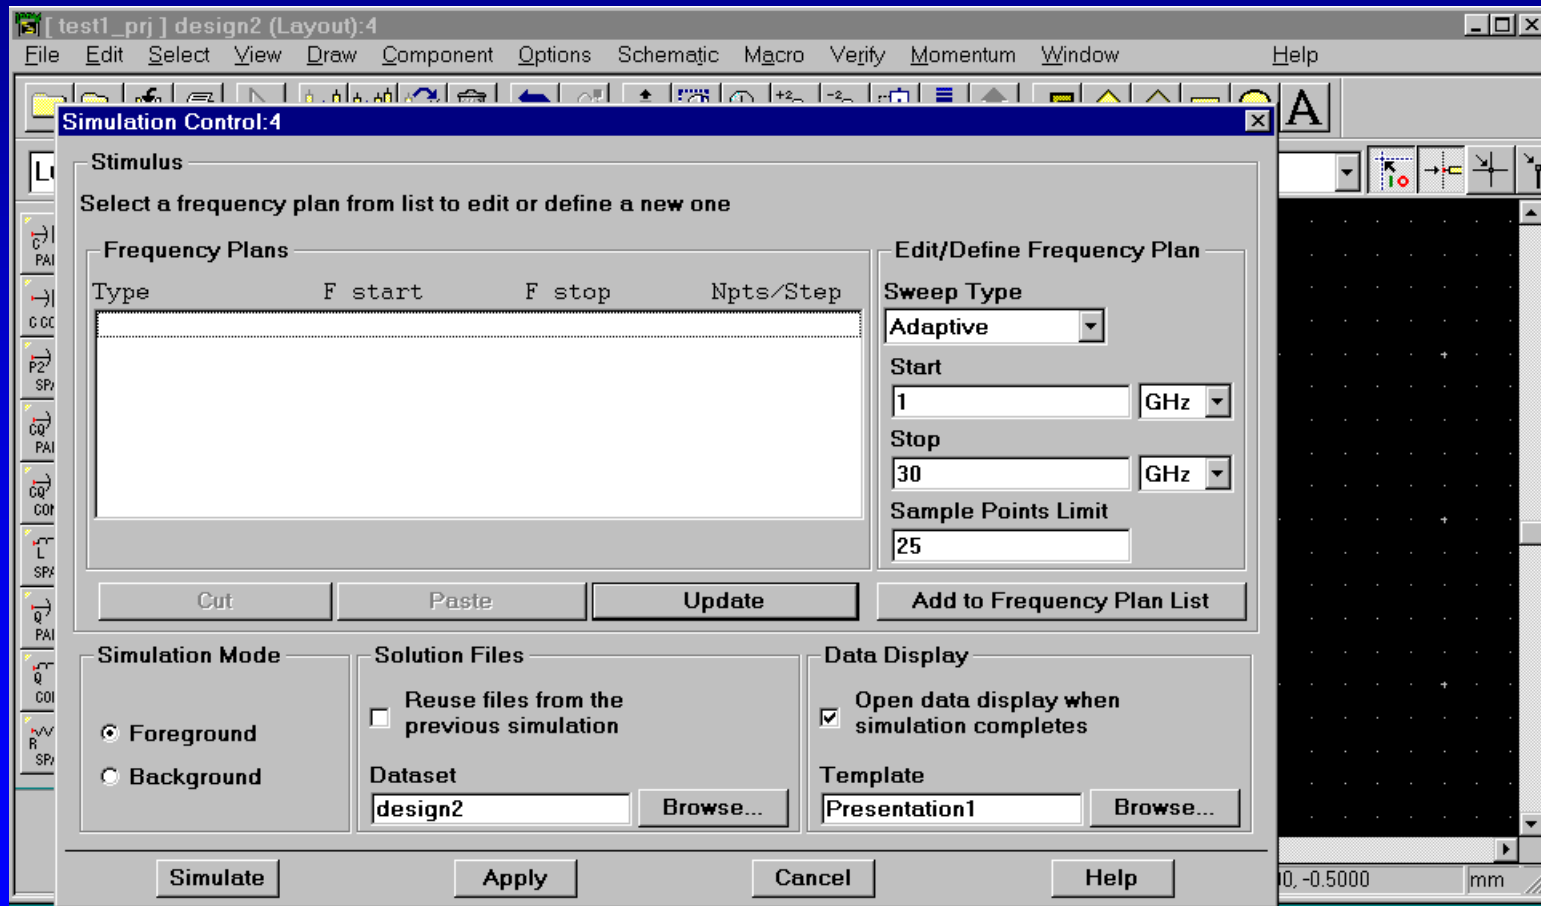 [ test1_prj ] design2 (Layout):4
File Edit Select View Draw Component Options Schematic Macro Verify Momentum Window Help
+2 -2 A
Simulation Control:4
Stimulus
Select a frequency plan from list to edit or define a new one
Frequency Plans
Type F start F stop Npts/Step
Edit/Define Frequency Plan
Sweep Type
Adaptive
Start
1 GHz
Stop
30 GHz
Sample Points Limit
25
Cut Paste Update Add to Frequency Plan List
Simulation Mode
Foreground
Background
Solution Files
Reuse files from the
previous simulation
Dataset
design2 Browse...
Data Display
Open data display when
simulation completes
Template
Presentation1 Browse...
Simulate Apply Cancel Help
-0.5000 mm
C
P2
CQ
CQ
L
Q
Q
R